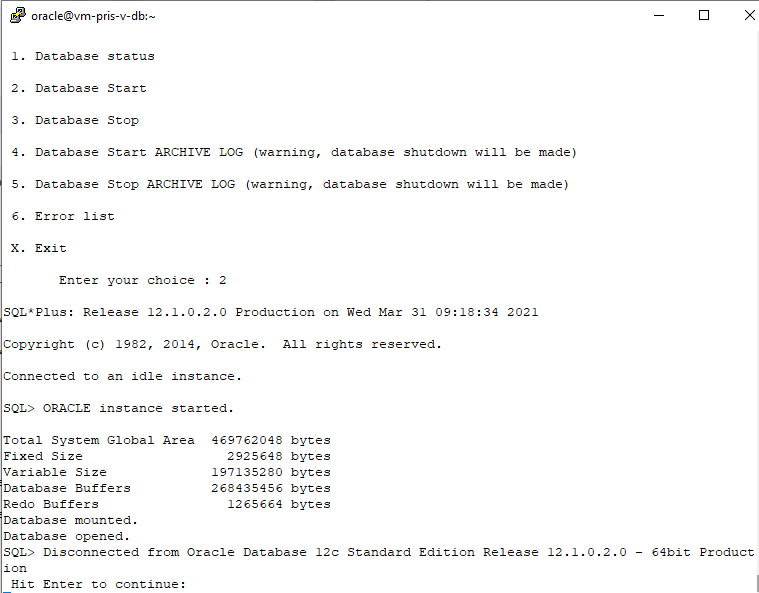 oracle@vm-pris-v-db:~
1. Database status
2. Database Start
3. Database Stop
4. Database Start ARCHIVE LOG (warning, database shutdown will be made)
5. Database Stop ARCHIVE LOG (warning, database shutdown will be made)
6. Error list
X. Exit
Enter your choice : 2
SQL*Plus: Release 12.1.0.2.0 Production on Wed Mar 31 09:18:34 2021
Copyright (c) 1982, 2014, Oracle.  All rights reserved.
Connected to an idle instance.
SQL> ORACLE instance started.
Total System Global Area  469762048 bytes
Fixed Size                  2925648 bytes
Variable Size             197135280 bytes
Database Buffers          268435456 bytes
Redo Buffers                1265664 bytes
Database mounted.
Database opened.
SQL> Disconnected from Oracle Database 12c Standard Edition Release 12.1.0.2.0 - 64bit Product
ion
Hit Enter to continue: